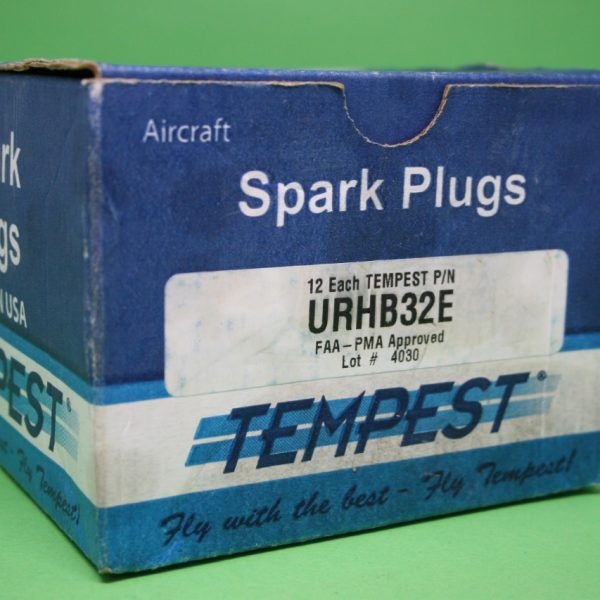 Aircraft
Spark Plugs
12 Each TEMPEST P/N
URHB32E
FAA-PMA Approved
Lot # 4030
TEMPEST®
Fly with the best - Fly Tempest!
rk
gs
N USA
PEST®
est - Fly Tempest!